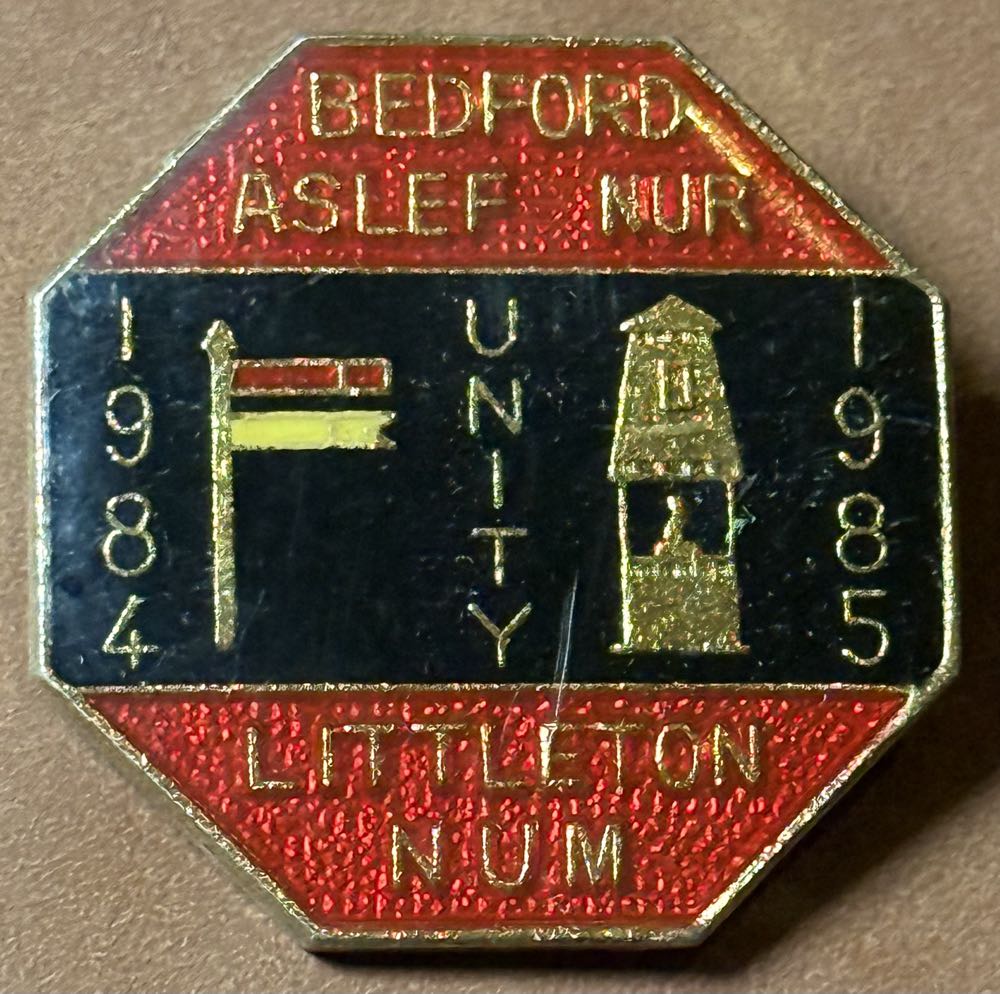 BEDFORD
ASLEF NUR
1984
UNITY
1985
LITTLETON
NUM